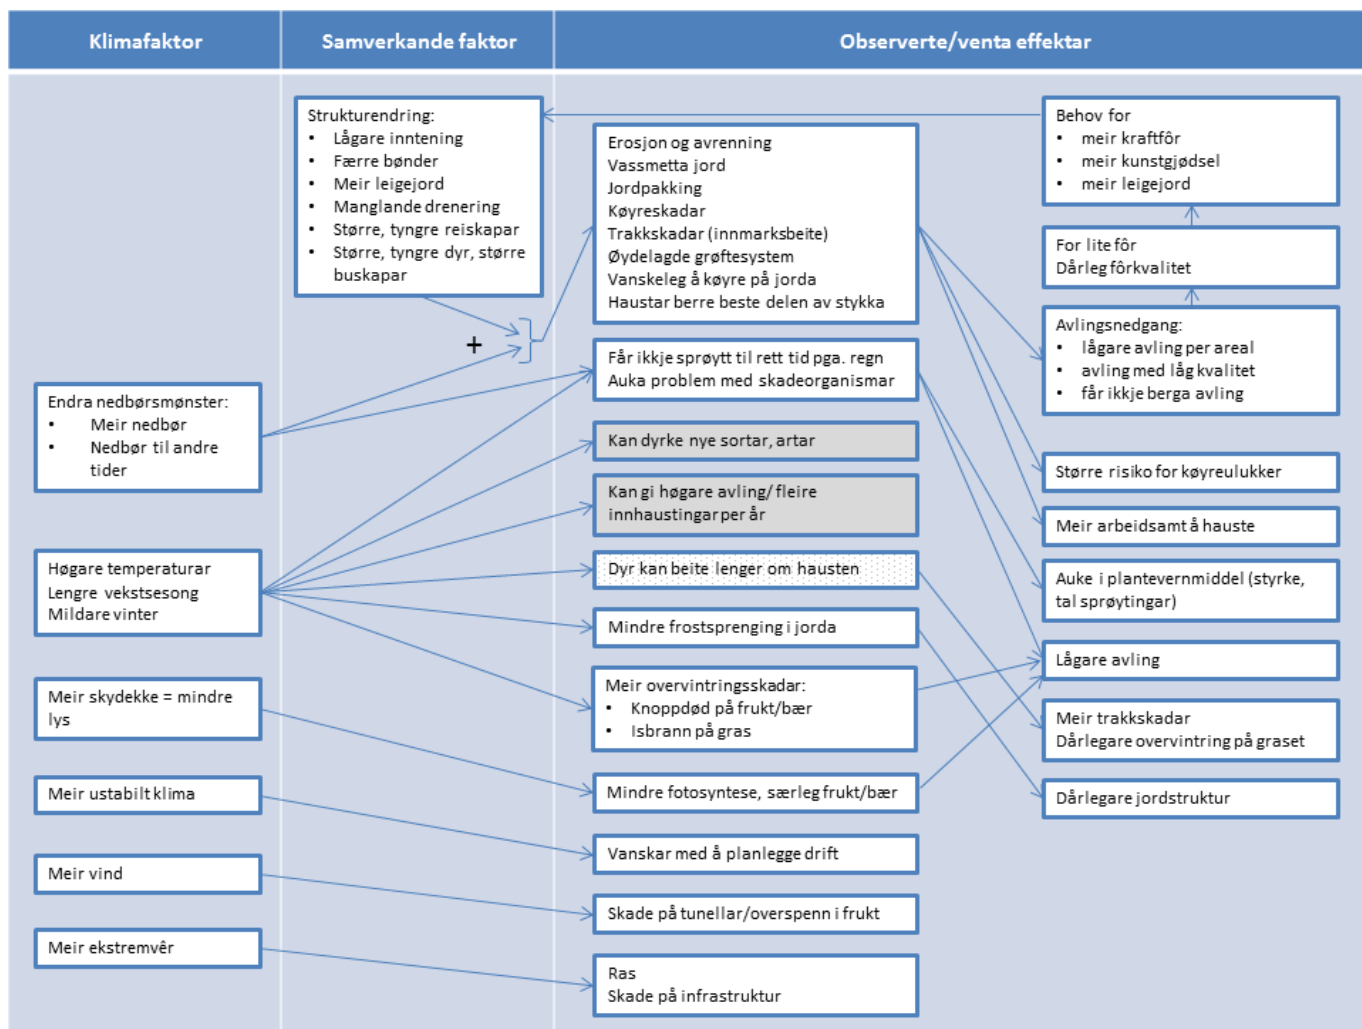 Klimafaktor
Samverkande faktor
Observerte/venta effektar
Strukturendring:
• Lågare inntening
• Færre bønder
• Meir leigejord
• Manglande drenering
• Større, tyngre reiskapar
• Større, tyngre dyr, større
buskapar
+
Endra nedbørsmønster:
• Meir nedbør
• Nedbør til andre
tider
Høgare temperaturar
Lengre vekstsesong
Mildare vinter
Meir skydekke = mindre
lys
Meir ustabilt klima
Meir vind
Meir ekstremvêr
Erosjon og avrenning
Vassmetta jord
Jordpakking
Køyreskadar
Trakkskadar (innmarksbeite)
Øydelagde grøftesystem
Vanskeleg å køyre på jorda
Haustar berre beste delen av stykka
Får ikkje sprøytt til rett tid pga. regn
Auka problem med skadeorganismar
Kan dyrke nye sortar, artar
Kan gi høgare avling/ fleire
innhaustingar per år
Dyr kan beite lenger om hausten
Mindre frostsprenging i jorda
Meir overvintringsskadar:
• Knoppdød på frukt/bær
• Isbrann på gras
Mindre fotosyntese, særleg frukt/bær
Vanskar med å planlegge drift
Skade på tunellar/overspenn i frukt
Ras
Skade på infrastruktur
Behov for
• meir kraftfôr
• meir kunstgjødsel
• meir leigejord
For lite fôr
Dårleg fôrkvalitet
Avlingsnedgang:
• lågare avling per areal
• avling med låg kvalitet
• får ikkje berga avling
Større risiko for køyreulukker
Meir arbeidsamt å hauste
Auke i plantevernmiddel (styrke,
tal sprøytingar)
Lågare avling
Meir trakkskadar
Dårlegare overvintring på graset
Dårlegare jordstruktur